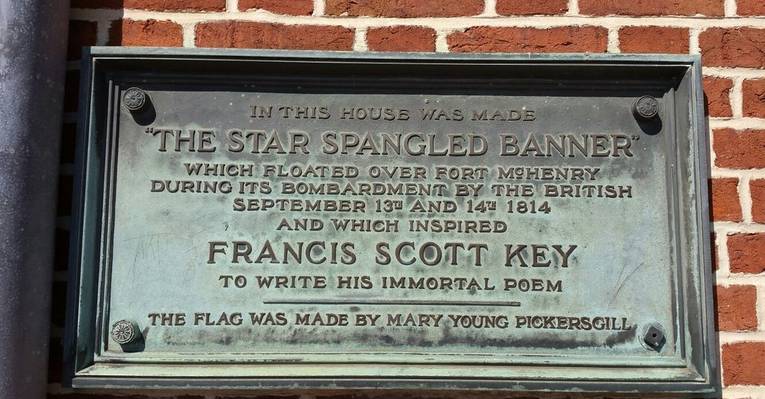 IN THIS HOUSE WAS MADE
"THE STAR SPANGLED BANNER"
WHICH FLOATED OVER FORT McHENRY
DURING ITS BOMBARDMENT BY THE BRITISH
SEPTEMBER 13TH AND 14TH 1814
AND WHICH INSPIRED
FRANCIS SCOTT KEY
TO WRITE HIS IMMORTAL POEM
THE FLAG WAS MADE BY MARY YOUNG PICKERSGILL